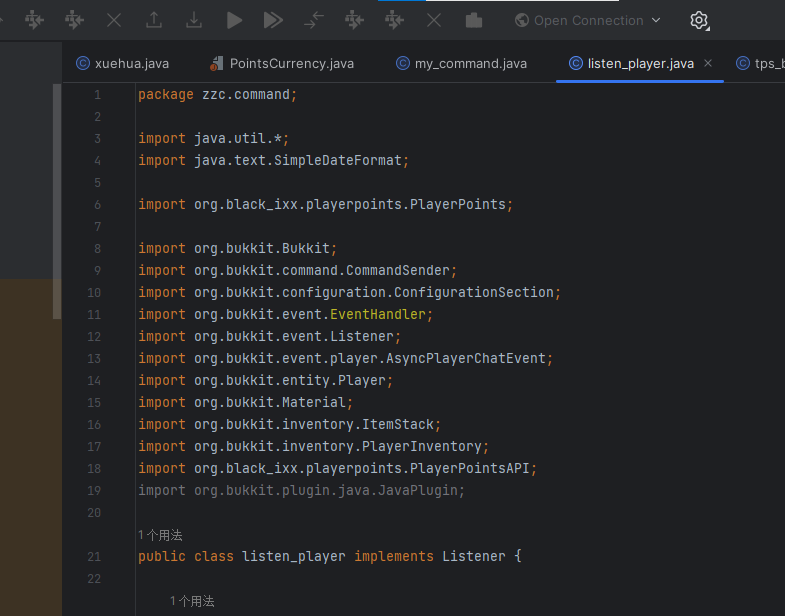 Open Connection
xuehua.java PointsCurrency.java my_command.java listen_player.java
1 package zzc.command;
2
3 import java.util.*;
4 import java.text.SimpleDateFormat;
5
6 import org.black_ixx.playerpoints.PlayerPoints;
7
8 import org.bukkit.Bukkit;
9 import org.bukkit.command.CommandSender;
10 import org.bukkit.configuration.ConfigurationSection;
11 import org.bukkit.event.EventHandler;
12 import org.bukkit.event.Listener;
13 import org.bukkit.event.player.AsyncPlayerChatEvent;
14 import org.bukkit.entity.Player;
15 import org.bukkit.Material;
16 import org.bukkit.inventory.ItemStack;
17 import org.bukkit.inventory.PlayerInventory;
18 import org.black_ixx.playerpoints.PlayerPointsAPI;
19 import org.bukkit.plugin.java.JavaPlugin;
20
1个用法
21 public class listen_player implements Listener {
22
1个用法